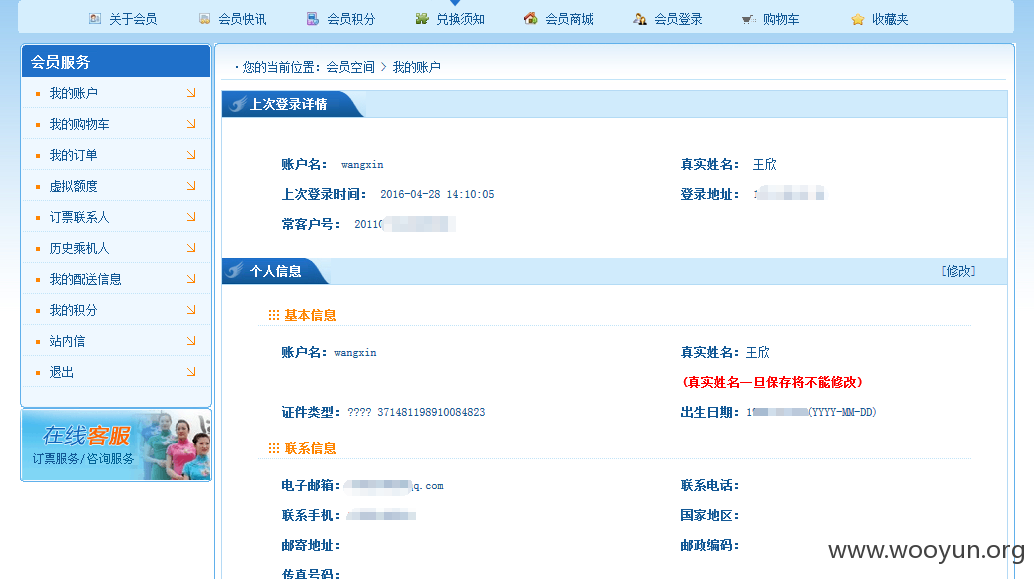 关于会员 会员快讯 会员积分 兑换须知 会员商城 会员登录 购物车 收藏夹
会员服务
我的账户
我的购物车
我的订单
虚拟额度
订票联系人
历史乘机人
我的配送信息
我的积分
站内信
退出
在线客服
订票服务/咨询服务
·您的当前位置：会员空间 > 我的账户
上次登录详情
账户名： wangxin 真实姓名： 王欣
上次登录时间： 2016-04-28 14:10:05 登录地址：
常客户号： 20110
个人信息 [修改]
基本信息
账户名：wangxin 真实姓名：王欣
(真实姓名一旦保存将不能修改)
证件类型：???? 371481198910084823 出生日期：19 (YYYY-MM-DD)
联系信息
电子邮箱： q.com 联系电话：
联系手机： 国家地区：
邮寄地址： 邮政编码：
传真号码：
www.wooyun.org